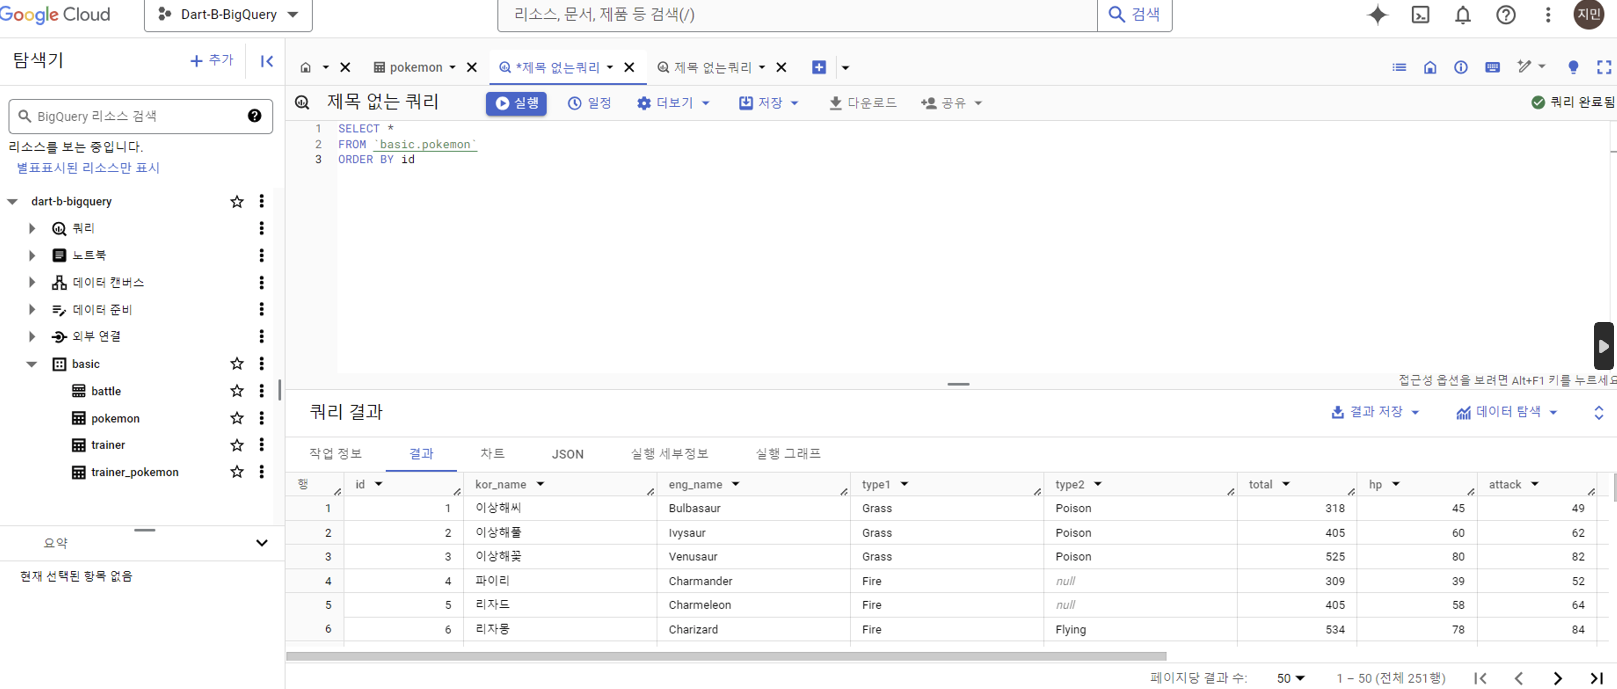 Google Cloud
Dart-B-BigQuery
리소스, 문서, 제품 등 검색(/)
검색
지민
탐색기
추가
BigQuery 리소스 검색
리소스를 보는 중입니다.
별표표시된 리소스만 표시
dart-b-bigquery
쿼리
노트북
데이터 캔버스
데이터 준비
외부 연결
basic
battle
pokemon
trainer
trainer_pokemon
요약
현재 선택된 항목 없음
pokemon
*제목 없는쿼리
제목 없는쿼리
제목 없는 쿼리
실행
일정
더보기
저장
다운로드
공유
쿼리 완료됨
1 SELECT *
2 FROM `basic.pokemon`
3 ORDER BY id
접근성 옵션을 보려면 Alt+F1 키를 누르세요
쿼리 결과
결과 저장
데이터 탐색
작업 정보 결과 차트 JSON 실행 세부정보 실행 그래프
행 id kor_name eng_name type1 type2 total hp attack
1 1 이상해씨 Bulbasaur Grass Poison 318 45 49
2 2 이상해풀 Ivysaur Grass Poison 405 60 62
3 3 이상해꽃 Venusaur Grass Poison 525 80 82
4 4 파이리 Charmander Fire null 309 39 52
5 5 리자드 Charmeleon Fire null 405 58 64
6 6 리자몽 Charizard Fire Flying 534 78 84
페이지당 결과 수: 50 1 – 50 (전체 251행)